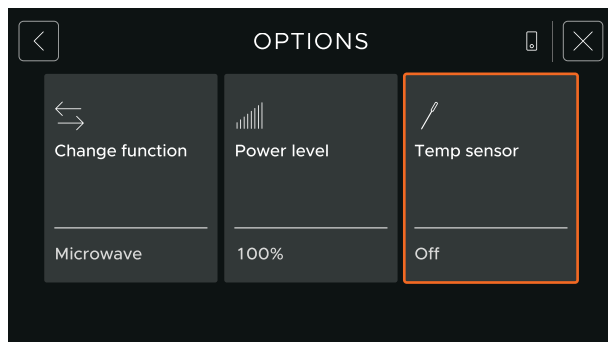 OPTIONS
Change function
Power level
Temp sensor
Microwave
100%
Off